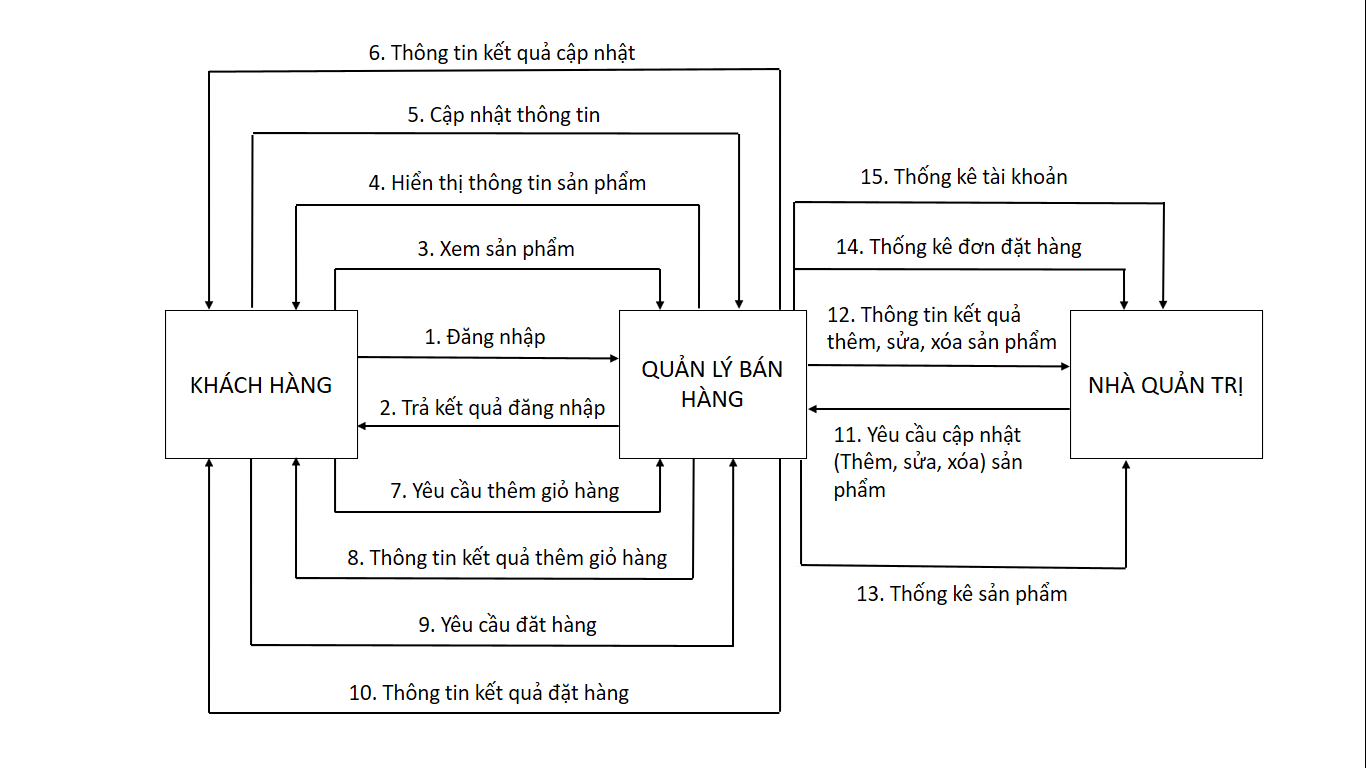 6. Thông tin kết quả cập nhật
5. Cập nhật thông tin
4. Hiển thị thông tin sản phẩm
3. Xem sản phẩm
15. Thống kê tài khoản
14. Thống kê đơn đặt hàng
12. Thông tin kết quả
thêm, sửa, xóa sản phẩm
1. Đăng nhập
KHÁCH HÀNG
QUẢN LÝ BÁN
HÀNG
NHÀ QUẢN TRỊ
2. Trả kết quả đăng nhập
11. Yêu cầu cập nhật
(Thêm, sửa, xóa) sản
phẩm
7. Yêu cầu thêm giỏ hàng
8. Thông tin kết quả thêm giỏ hàng
13. Thống kê sản phẩm
9. Yêu cầu đăt hàng
10. Thông tin kết quả đặt hàng